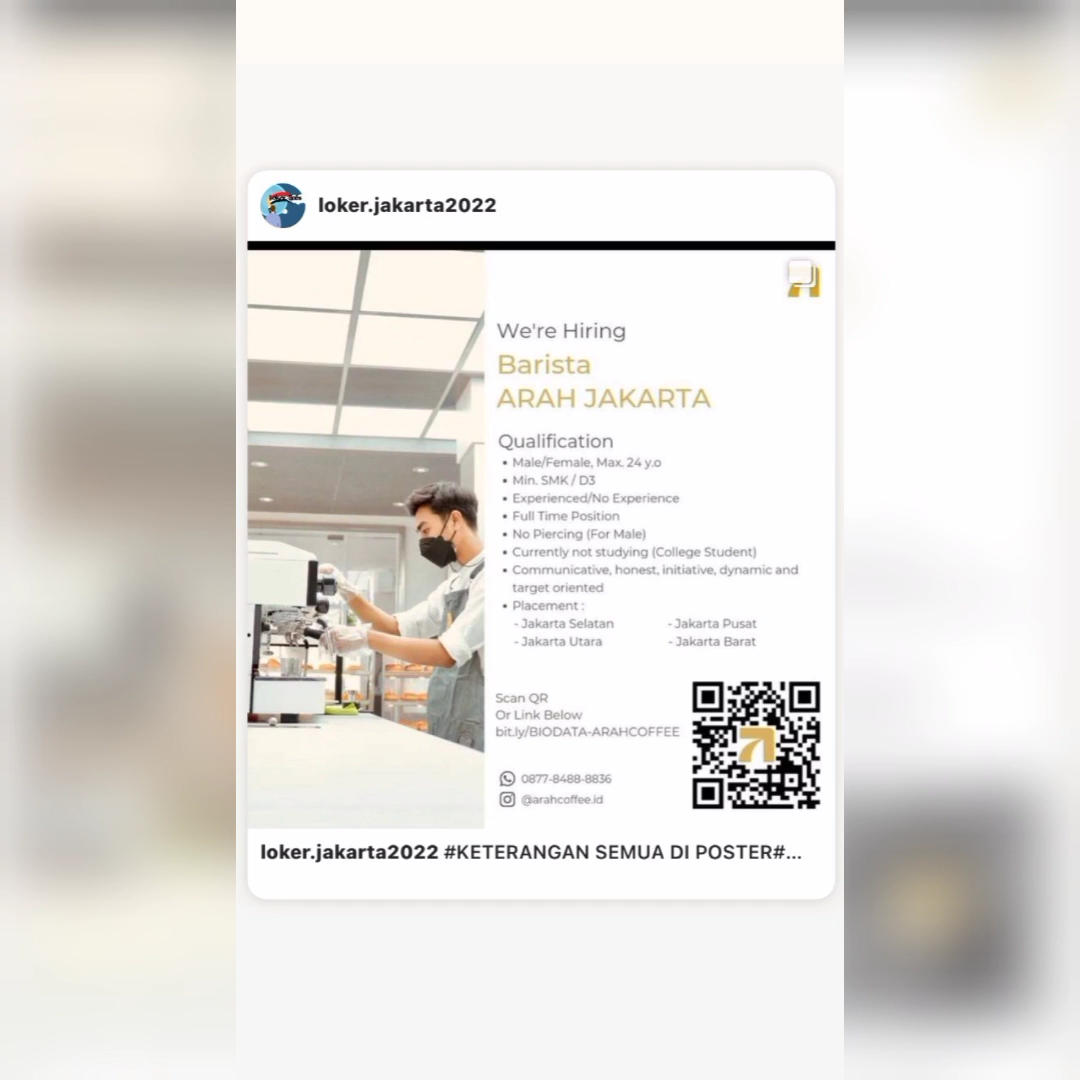 loker.jakarta2022
We're Hiring
Barista
ARAH JAKARTA
Qualification
• Male/Female, Max. 24 y.o
• Min. SMK / D3
• Experienced/No Experience
• Full Time Position
• No Piercing (For Male)
• Currently not studying (College Student)
• Communicative, honest, initiative, dynamic and
target oriented
• Placement :
- Jakarta Selatan - Jakarta Pusat
- Jakarta Utara - Jakarta Barat
Scan QR
Or Link Below
bit.ly/BIODATA-ARAHCOFFEE
0877-8488-8836
@arahcoffee.id
loker.jakarta2022 #KETERANGAN SEMUA DI POSTER#...